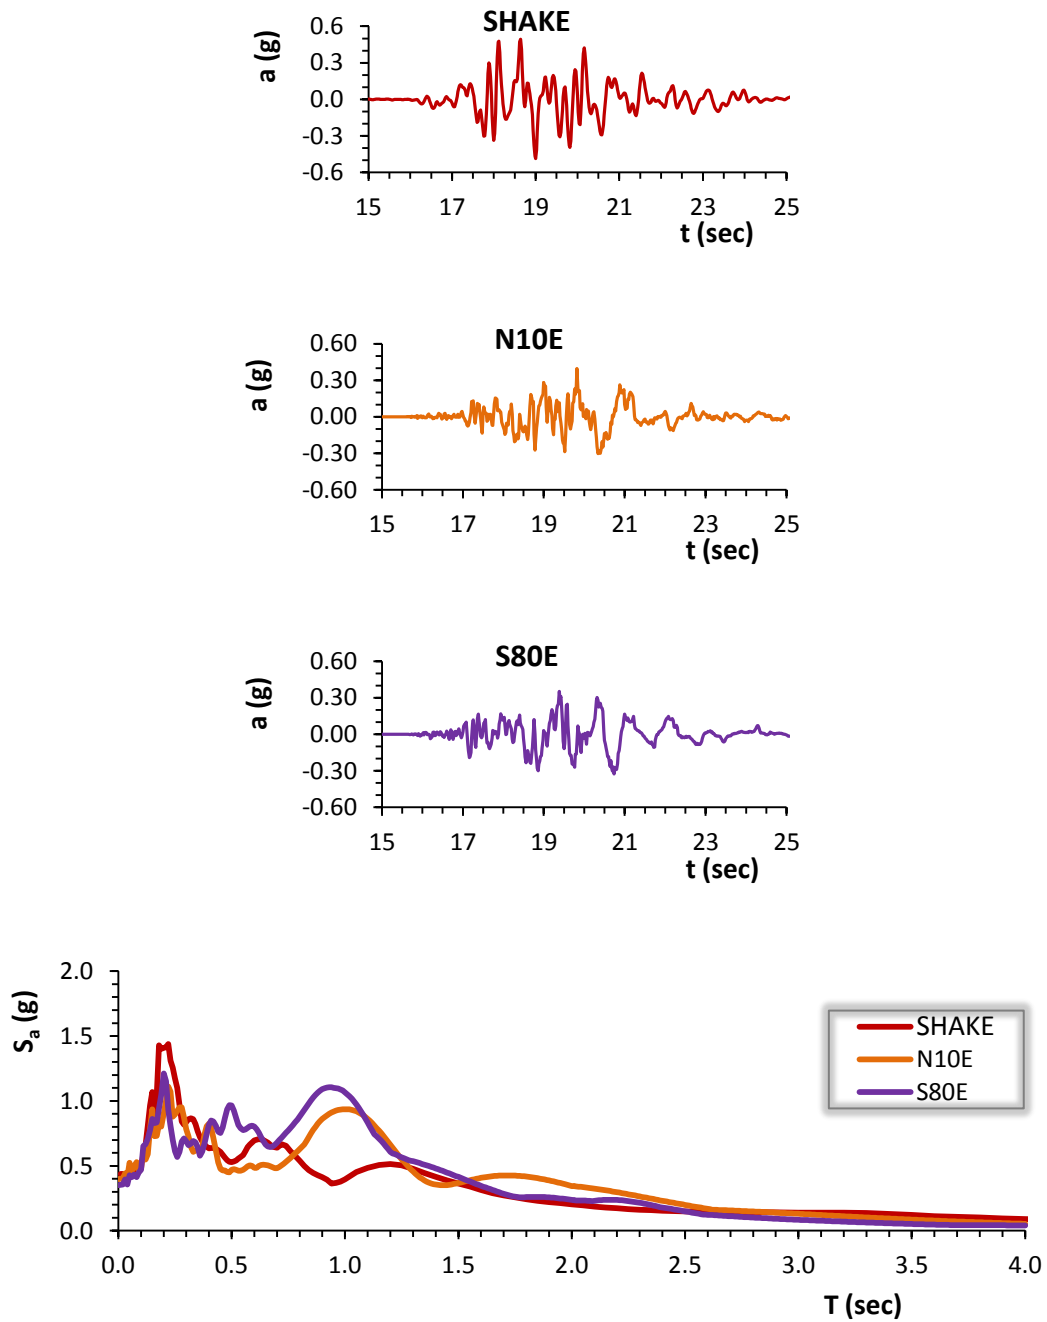 SHAKE
a (g)
0.6
0.3
0.0
-0.3
-0.6
15 17 19 21 23 25
t (sec)
N10E
a (g)
0.60
0.30
0.00
-0.30
-0.60
15 17 19 21 23 25
t (sec)
S80E
a (g)
0.60
0.30
0.00
-0.30
-0.60
15 17 19 21 23 25
t (sec)
Sa (g)
2.0
1.5
1.0
0.5
0.0
SHAKE
N10E
S80E
0.0 0.5 1.0 1.5 2.0 2.5 3.0 3.5 4.0
T (sec)